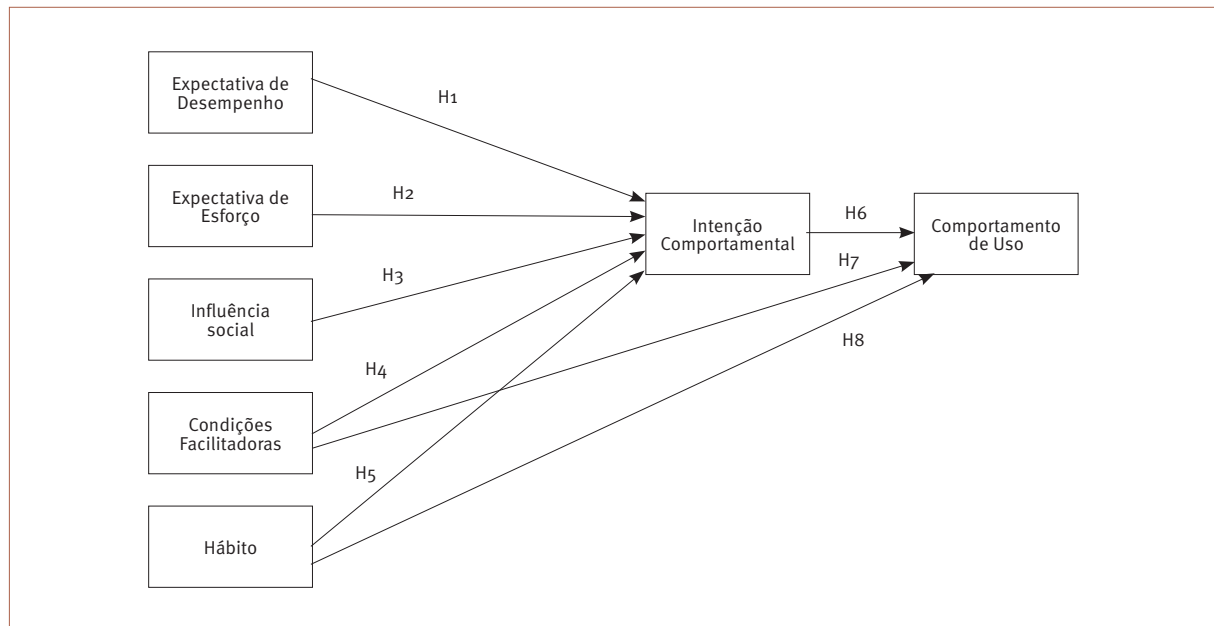 Expectativa de
Desempenho
H1
Expectativa de
Esforço
H2
Intenção
Comportamental
H6
Comportamento
de Uso
H7
Influência
social
H3
H8
Condições
Facilitadoras
H4
H5
Hábito